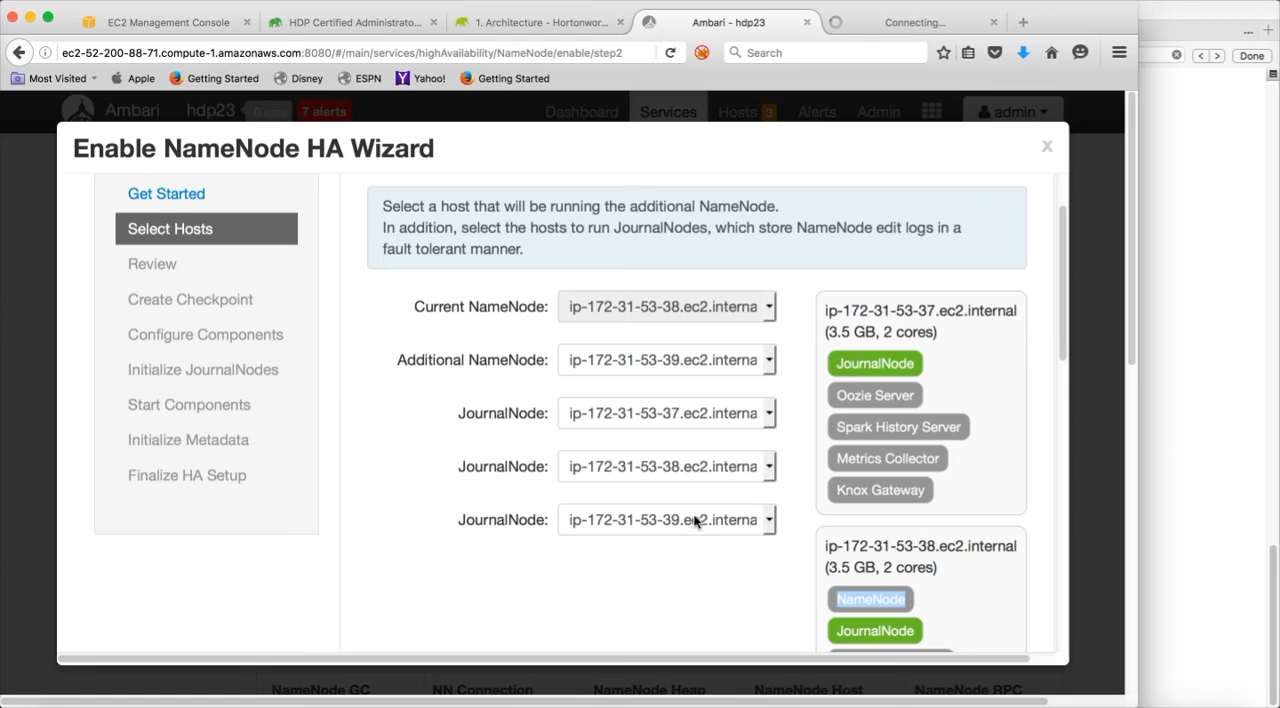 EC2 Management Console
HDP Certified Administrato...
1. Architecture - Hortonwor...
Ambari - hdp23
Connecting...
ec2-52-200-88-71.compute-1.amazonaws.com:8080/#/main/services/highAvailability/NameNode/enable/step2
Search
Done
Most Visited
Apple
Getting Started
Disney
ESPN
Yahoo!
Getting Started
Ambari
hdp23
0 ops
7 alerts
Dashboard
Services
Hosts 3
Alerts
Admin
admin
Enable NameNode HA Wizard
x
Get Started
Select Hosts
Review
Create Checkpoint
Configure Components
Initialize JournalNodes
Start Components
Initialize Metadata
Finalize HA Setup
Select a host that will be running the additional NameNode.
In addition, select the hosts to run JournalNodes, which store NameNode edit logs in a
fault tolerant manner.
Current NameNode: ip-172-31-53-38.ec2.interna
Additional NameNode: ip-172-31-53-39.ec2.interna
JournalNode: ip-172-31-53-37.ec2.interna
JournalNode: ip-172-31-53-38.ec2.interna
JournalNode: ip-172-31-53-39.ec2.interna
ip-172-31-53-37.ec2.internal
(3.5 GB, 2 cores)
JournalNode
Oozie Server
Spark History Server
Metrics Collector
Knox Gateway
ip-172-31-53-38.ec2.internal
(3.5 GB, 2 cores)
NameNode
JournalNode
NameNode GC
NN Connection
NameNode Heap
NameNode Host
NameNode RPC